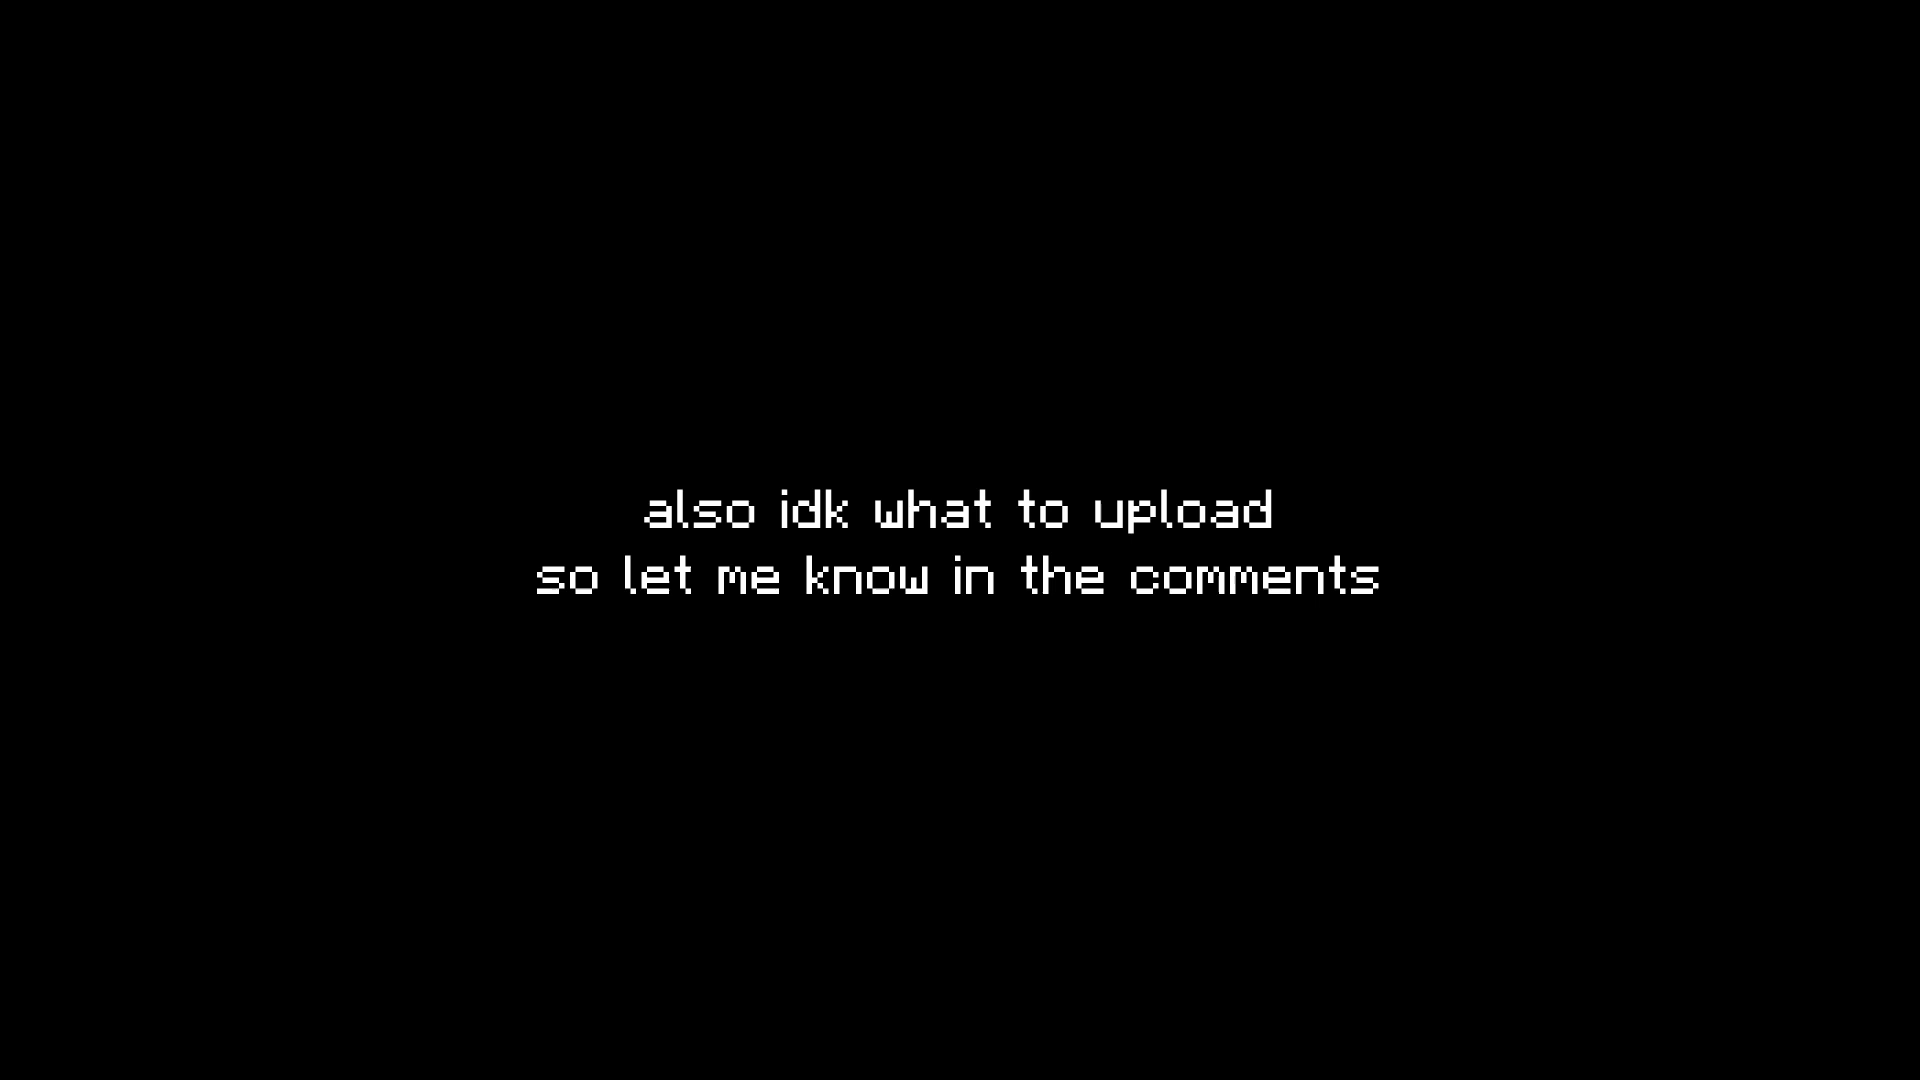 also idk what to upload
so let me know in the comments